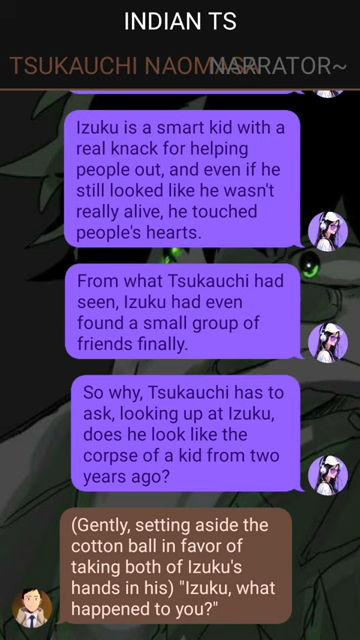 INDIAN TS
TSUKAUCHI NAOMASA NARRATOR~
Izuku is a smart kid with a
real knack for helping
people out, and even if he
still looked like he wasn't
really alive, he touched
people's hearts.
From what Tsukauchi had
seen, Izuku had even
found a small group of
friends finally.
So why, Tsukauchi has to
ask, looking up at Izuku,
does he look like the
corpse of a kid from two
years ago?
(Gently, setting aside the
cotton ball in favor of
taking both of Izuku's
hands in his) "Izuku, what
happened to you?"